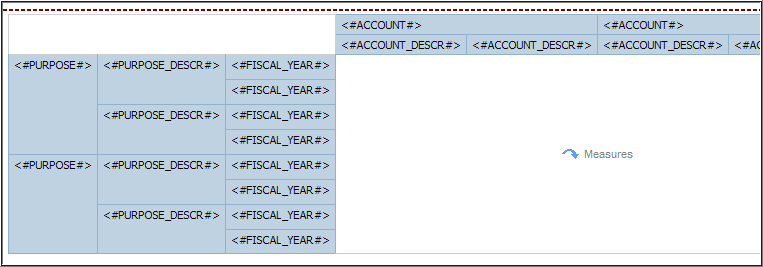 <#ACCOUNT#> <#ACCOUNT#>
<#ACCOUNT_DESCR#> <#ACCOUNT_DESCR#> <#ACCOUNT_DESCR#> <#AC
<#PURPOSE#> <#PURPOSE_DESCR#> <#FISCAL_YEAR#>
<#FISCAL_YEAR#>
<#PURPOSE_DESCR#> <#FISCAL_YEAR#>
<#FISCAL_YEAR#>
Measures
<#PURPOSE#> <#PURPOSE_DESCR#> <#FISCAL_YEAR#>
<#FISCAL_YEAR#>
<#PURPOSE_DESCR#> <#FISCAL_YEAR#>
<#FISCAL_YEAR#>